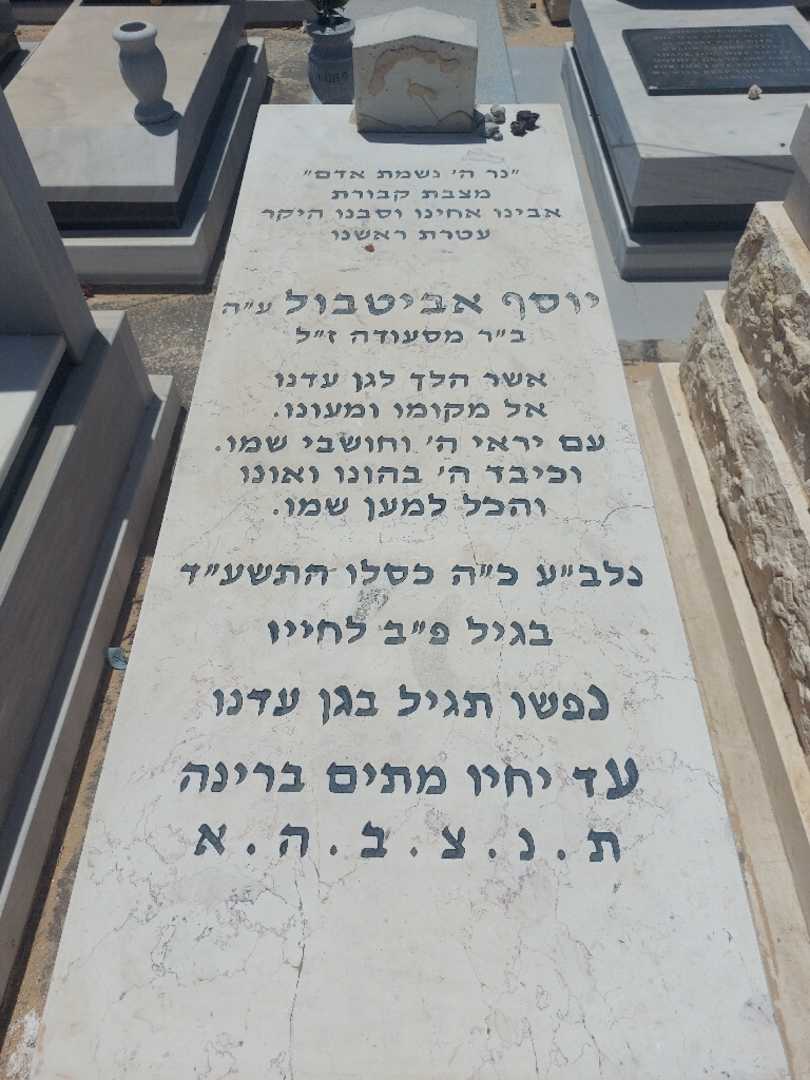 "נר ה' נשמת אדם"
מצבת קבורת
אבינו אחינו וסבנו היקר
עטרת ראשנו
יוסף אביטבול ע"ה
ב"ר מסעודה ז"ל
אשר הלך לגן עדנו
אל מקומו ומעונו.
עם יראי ה' וחושבי שמו.
וכיבד ה' בהונו ואונו
והכל למען שמו.
נלב"ע כ"ה כסלו התשע"ד
בגיל פ"ב לחייו
נפשו תגיל בגן עדנו
עד יחיו מתים ברינה
ת . נ . צ . ב . ה . א